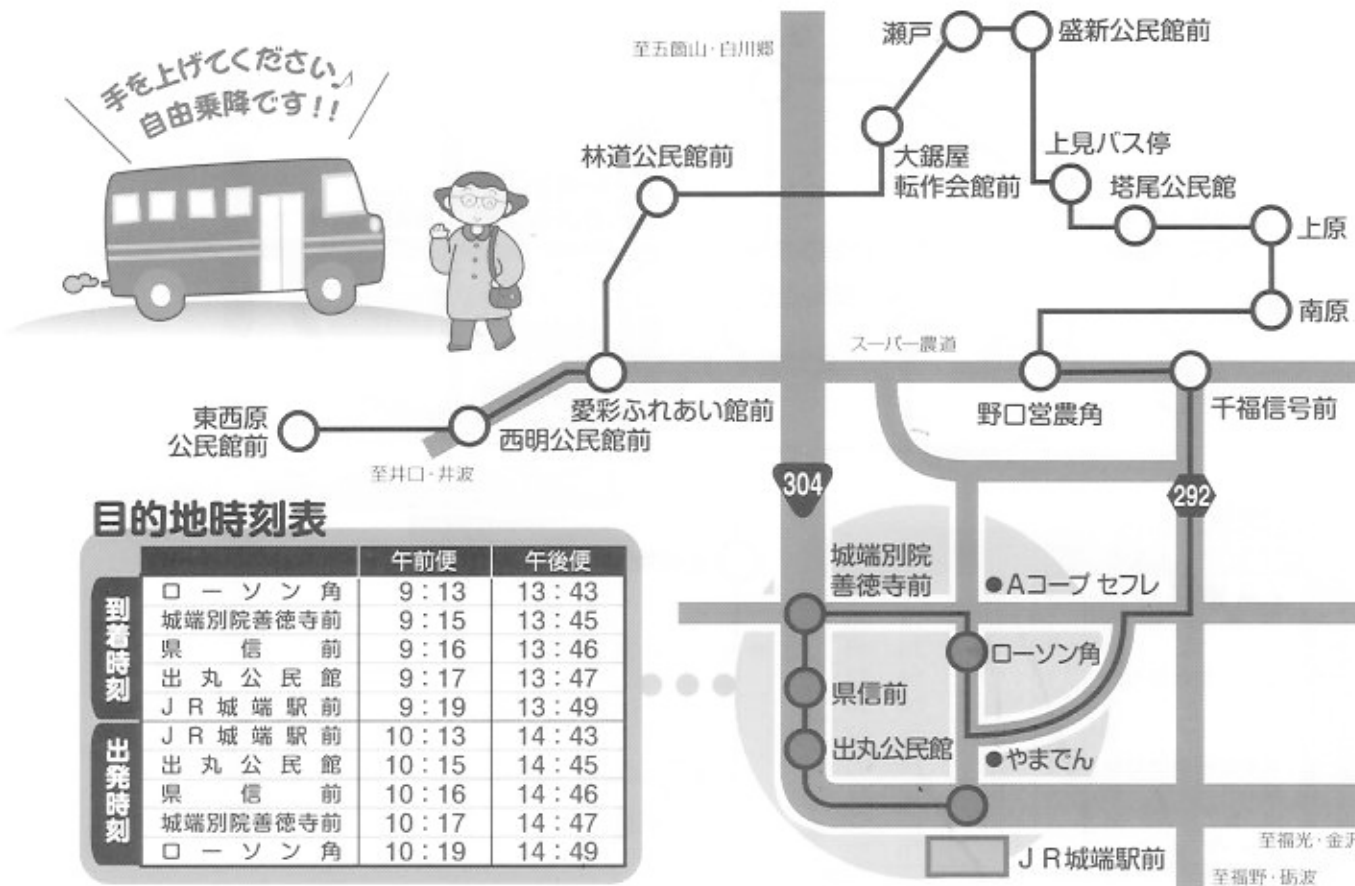 手を上げてください♪
自由乗降です!!
至五箇山・白川郷
瀬戸
盛新公民館前
林道公民館前
大鋸屋
転作会館前
上見バス停
塔尾公民館
上原
南原
スーパー農道
東西原
公民館前
西明公民館前
愛彩ふれあい館前
野口営農角
千福信号前
至井口・井波
304
292
城端別院
善徳寺前
●Aコープ セフレ
ローソン角
県信前
出丸公民館
●やまでん
JR城端駅前
至福光・金沢
至福野・砺波
目的地時刻表
午前便 午後便
到着時刻
ローソン角 9:13 13:43
城端別院善徳寺前 9:15 13:45
県信前 9:16 13:46
出丸公民館 9:17 13:47
JR城端駅前 9:19 13:49
出発時刻
JR城端駅前 10:13 14:43
出丸公民館 10:15 14:45
県信前 10:16 14:46
城端別院善徳寺前 10:17 14:47
ローソン角 10:19 14:49